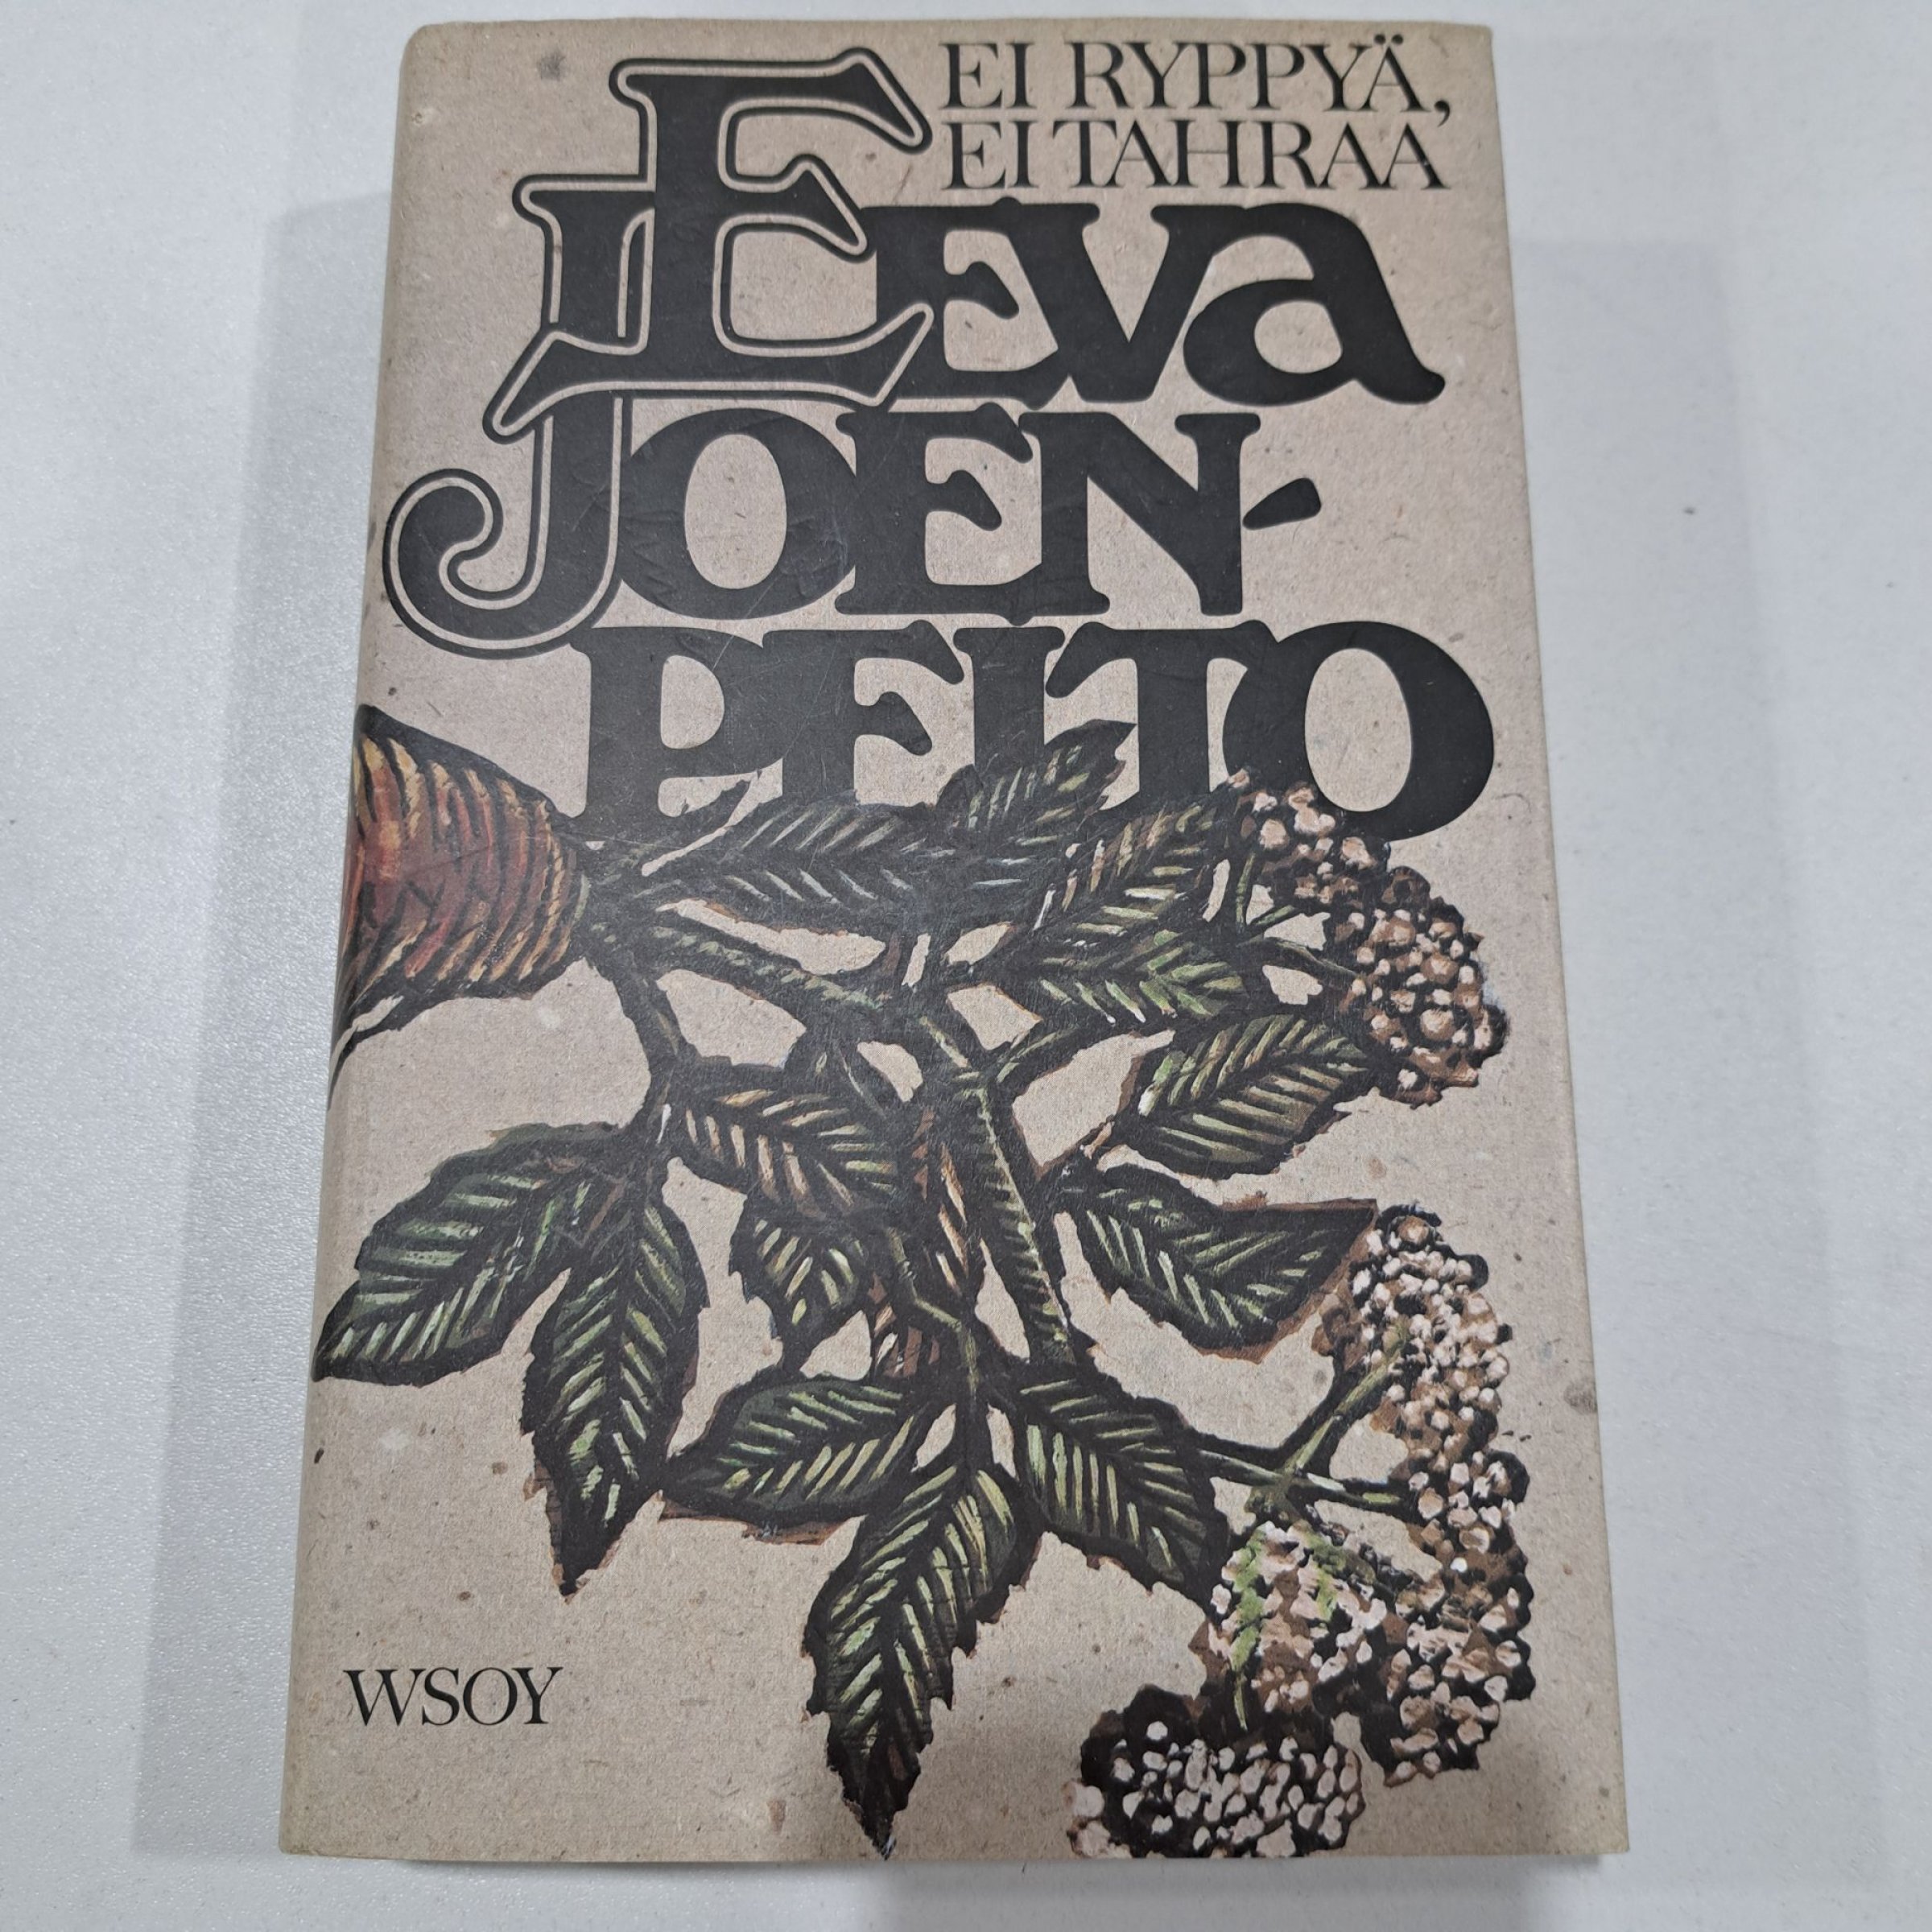 EI RYPPYÄ,
EI TAHRAA
EEVA
JOEN-
PELTO
WSOY